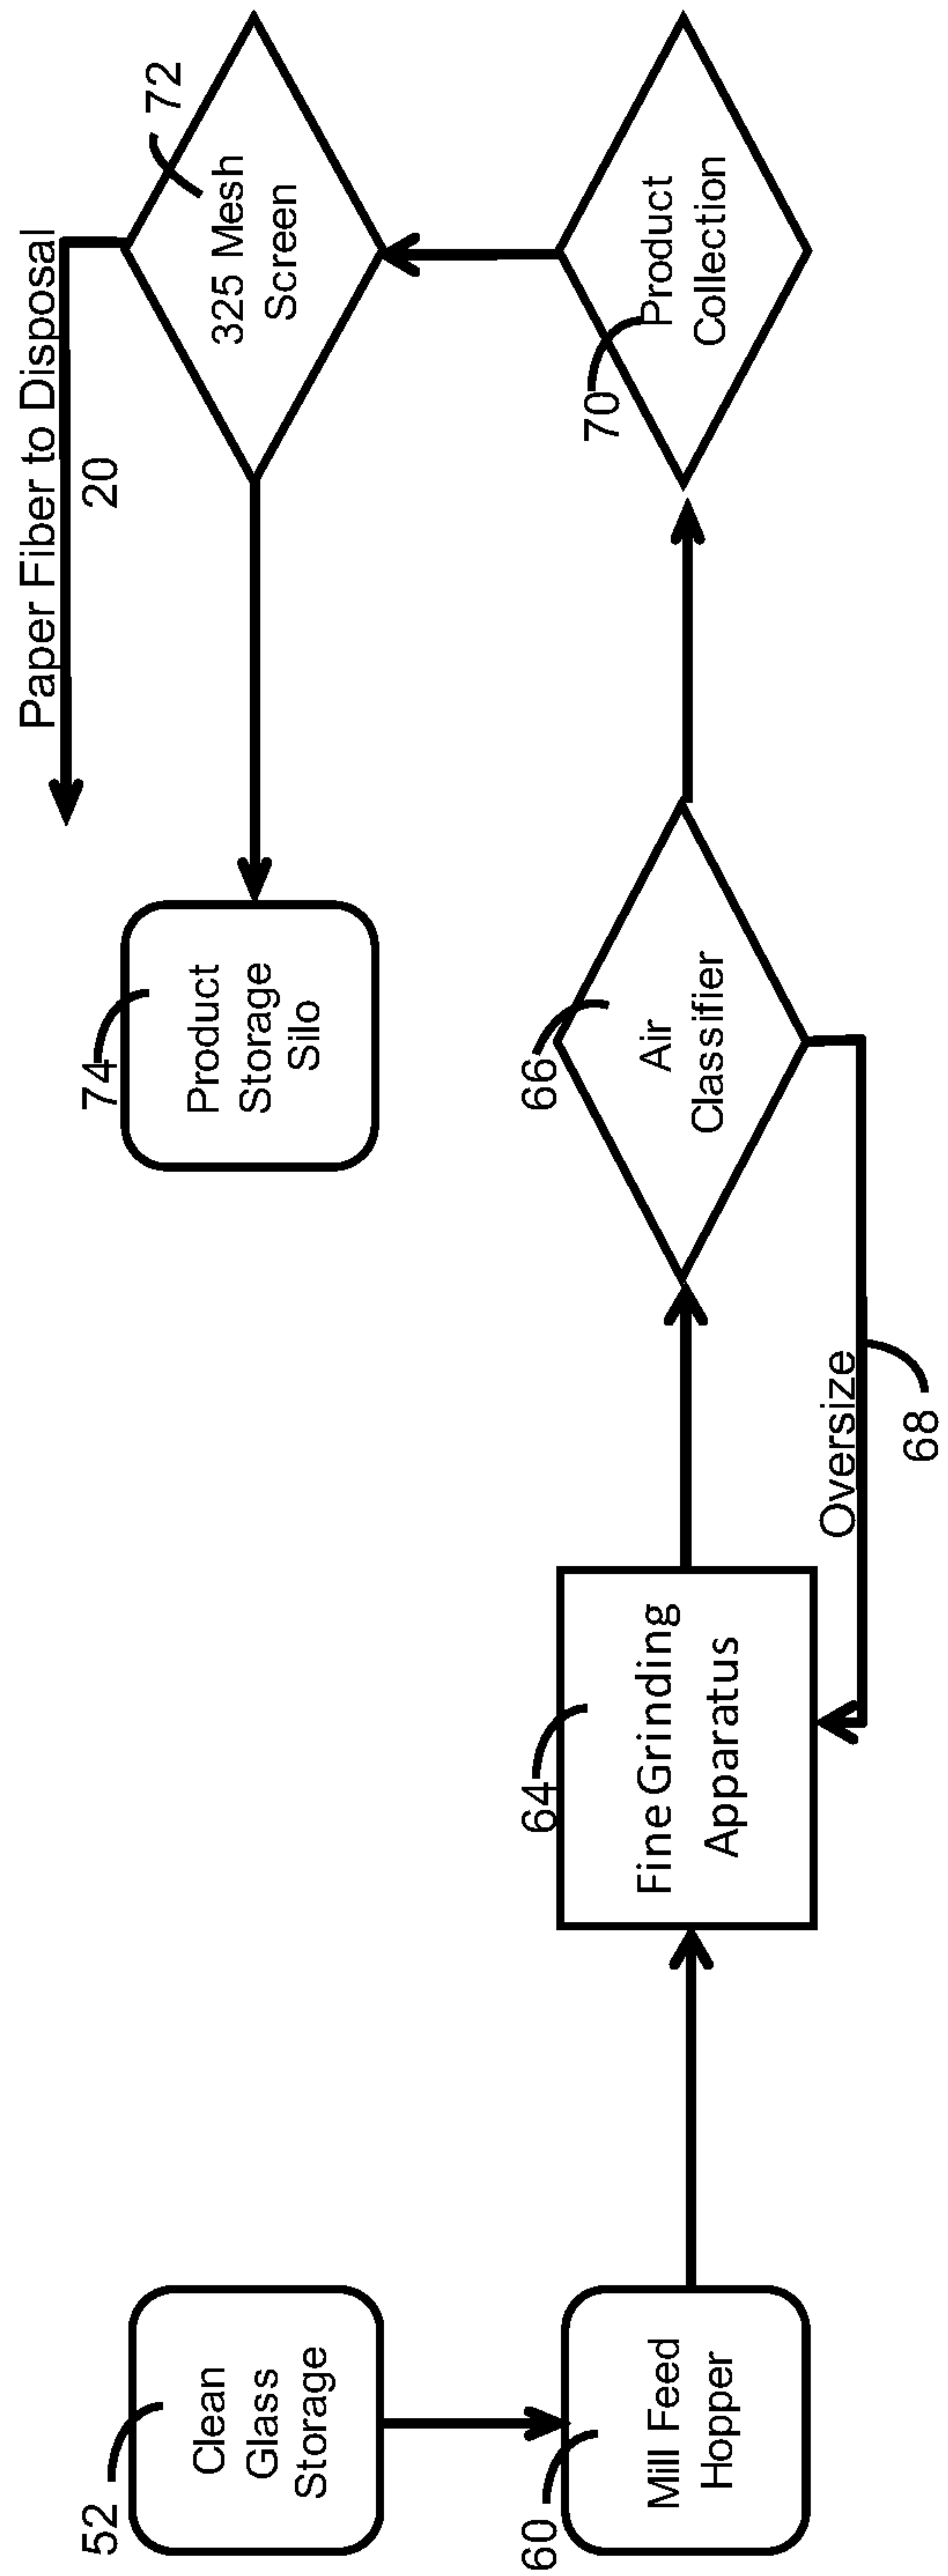 Paper Fiber to Disposal
20
72
325 Mesh
Screen
74
Product
Storage
Silo
52
Clean
Glass
Storage
60
Mill Feed
Hopper
64
Fine Grinding
Apparatus
66
Air
Classifier
70
Product
Collection
Oversize
68